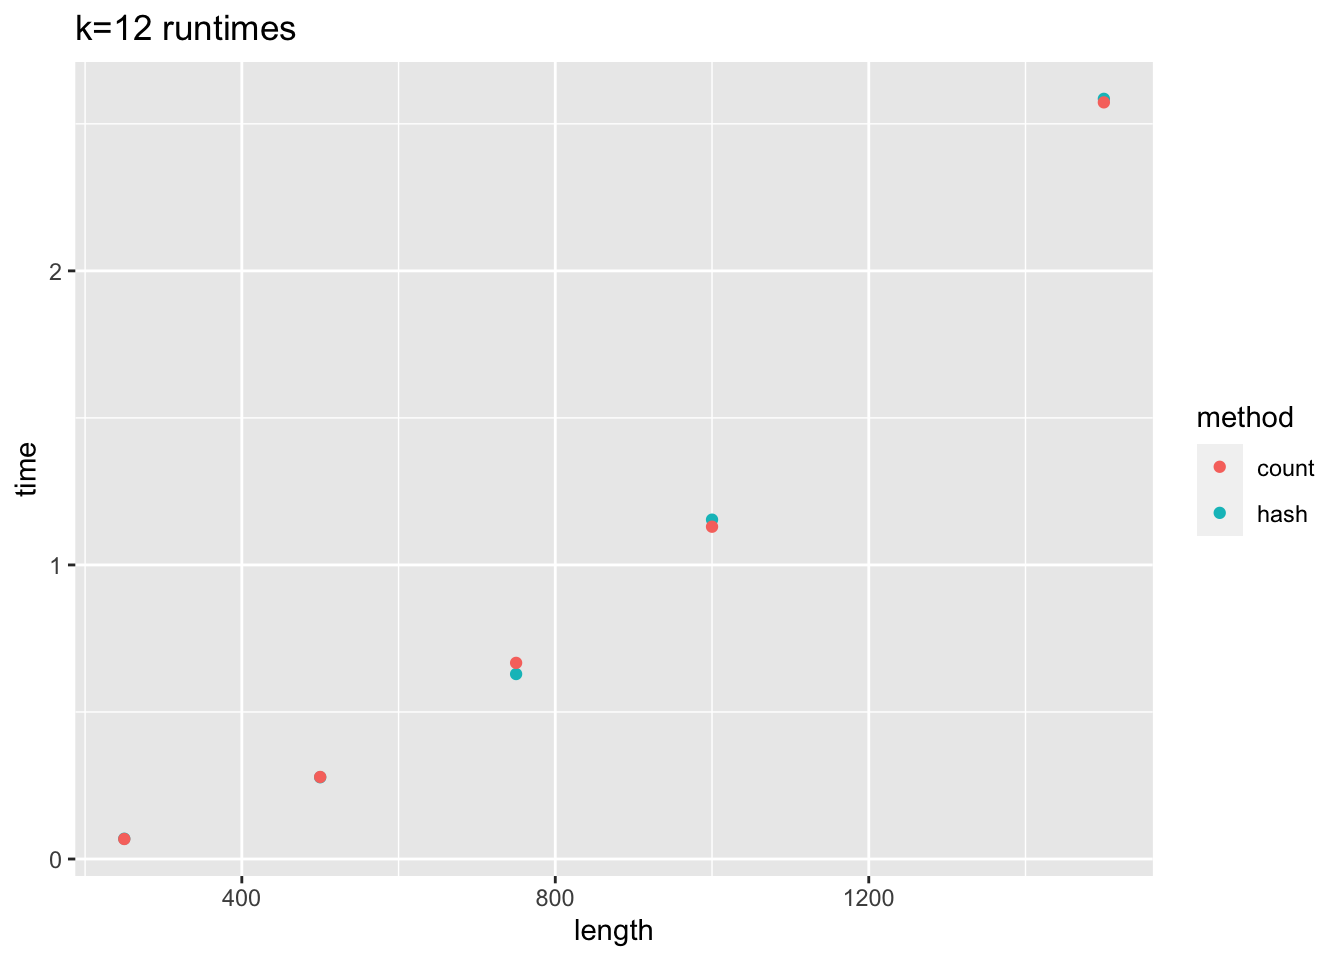 k=12 runtimes
2
1
0
time
400
800
1200
length
method
count
hash